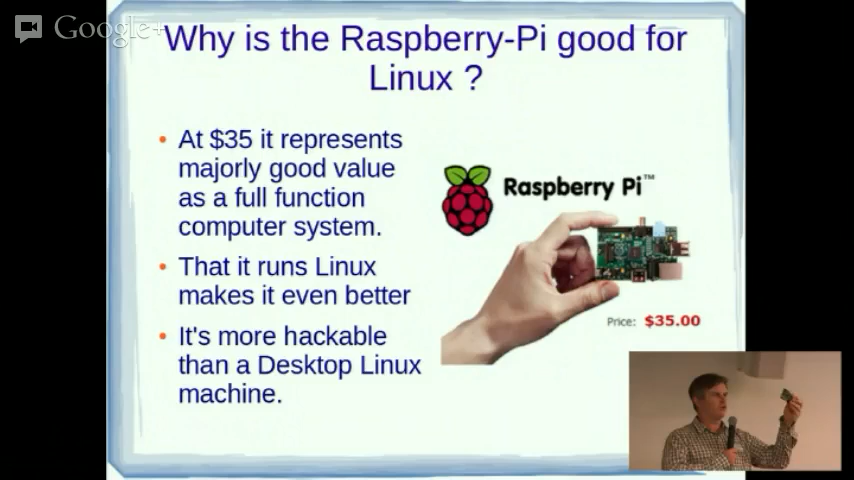 Google+
Why is the Raspberry-Pi good for
Linux ?
• At $35 it represents
majorly good value
as a full function
computer system.
• That it runs Linux
makes it even better
• It's more hackable
than a Desktop Linux
machine.
Raspberry Pi™
Price: $35.00